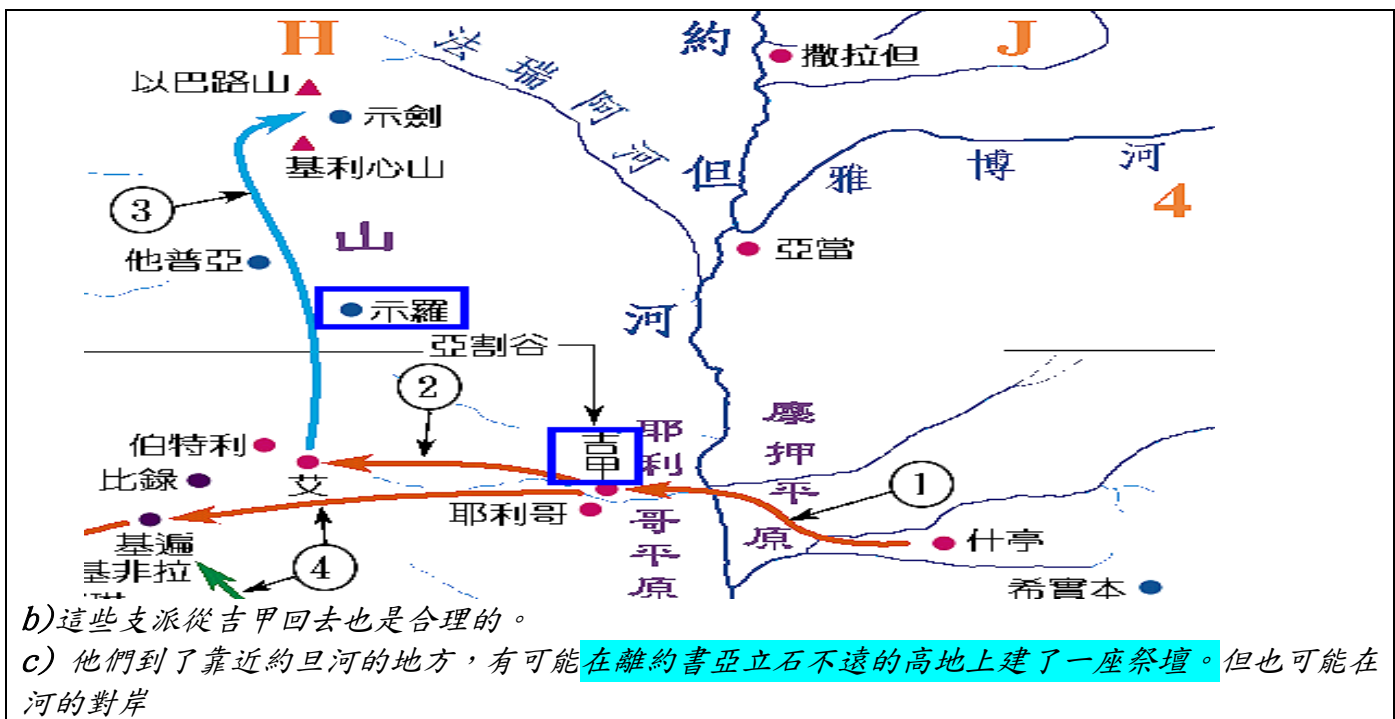 H
約
J
法瑞阿河
撒拉但
以巴路山
示劍
基利心山
但
雅博河
4
③
山
他普亞
亞當
示羅
河
亞割谷
②
伯特利
吉甲
耶利哥平原
摩押平原
比錄
艾
①
耶利哥
什亭
基遍
基非拉
④
希實本
b)這些支派從吉甲回去也是合理的。
c) 他們到了靠近約旦河的地方，有可能在離約書亞立石不遠的高地上建了一座祭壇。但也可能在
河的對岸